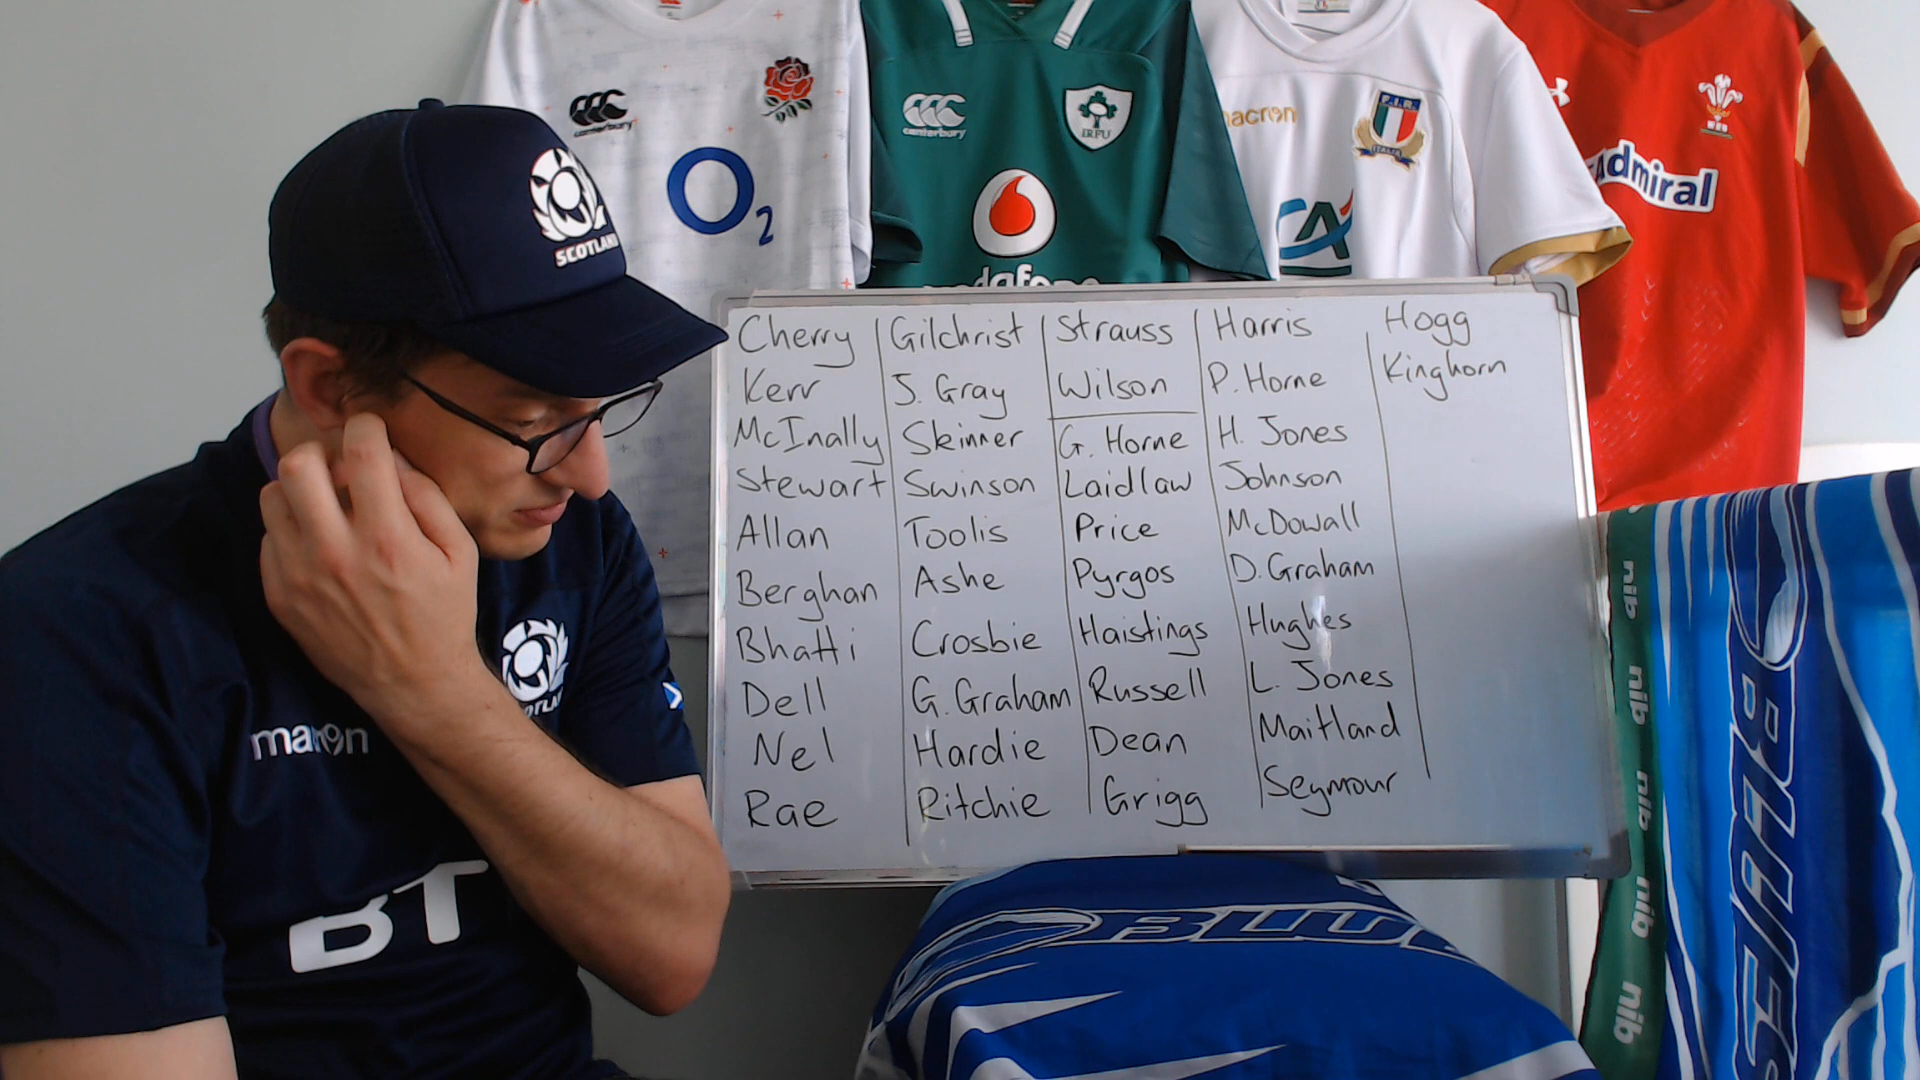 canterbury
O2
canterbury
IRFU
vodafone
macron
F.I.R.
ITALIA
Admiral
SCOTLAND
macron
BT
Cherry
Kerr
McInally
Stewart
Allan
Berghan
Bhatti
Dell
Nel
Rae
Gilchrist
J. Gray
Skinner
Swinson
Toolis
Ashe
Crosbie
G. Graham
Hardie
Ritchie
Strauss
Wilson
G. Horne
Laidlaw
Price
Pyrgos
Haistings
Russell
Dean
Grigg
Harris
P. Horne
H. Jones
Johnson
McDowall
D. Graham
Hughes
L. Jones
Maitland
Seymour
Hogg
Kinghorn
nib
nib
nib
nib
nib
BLUES